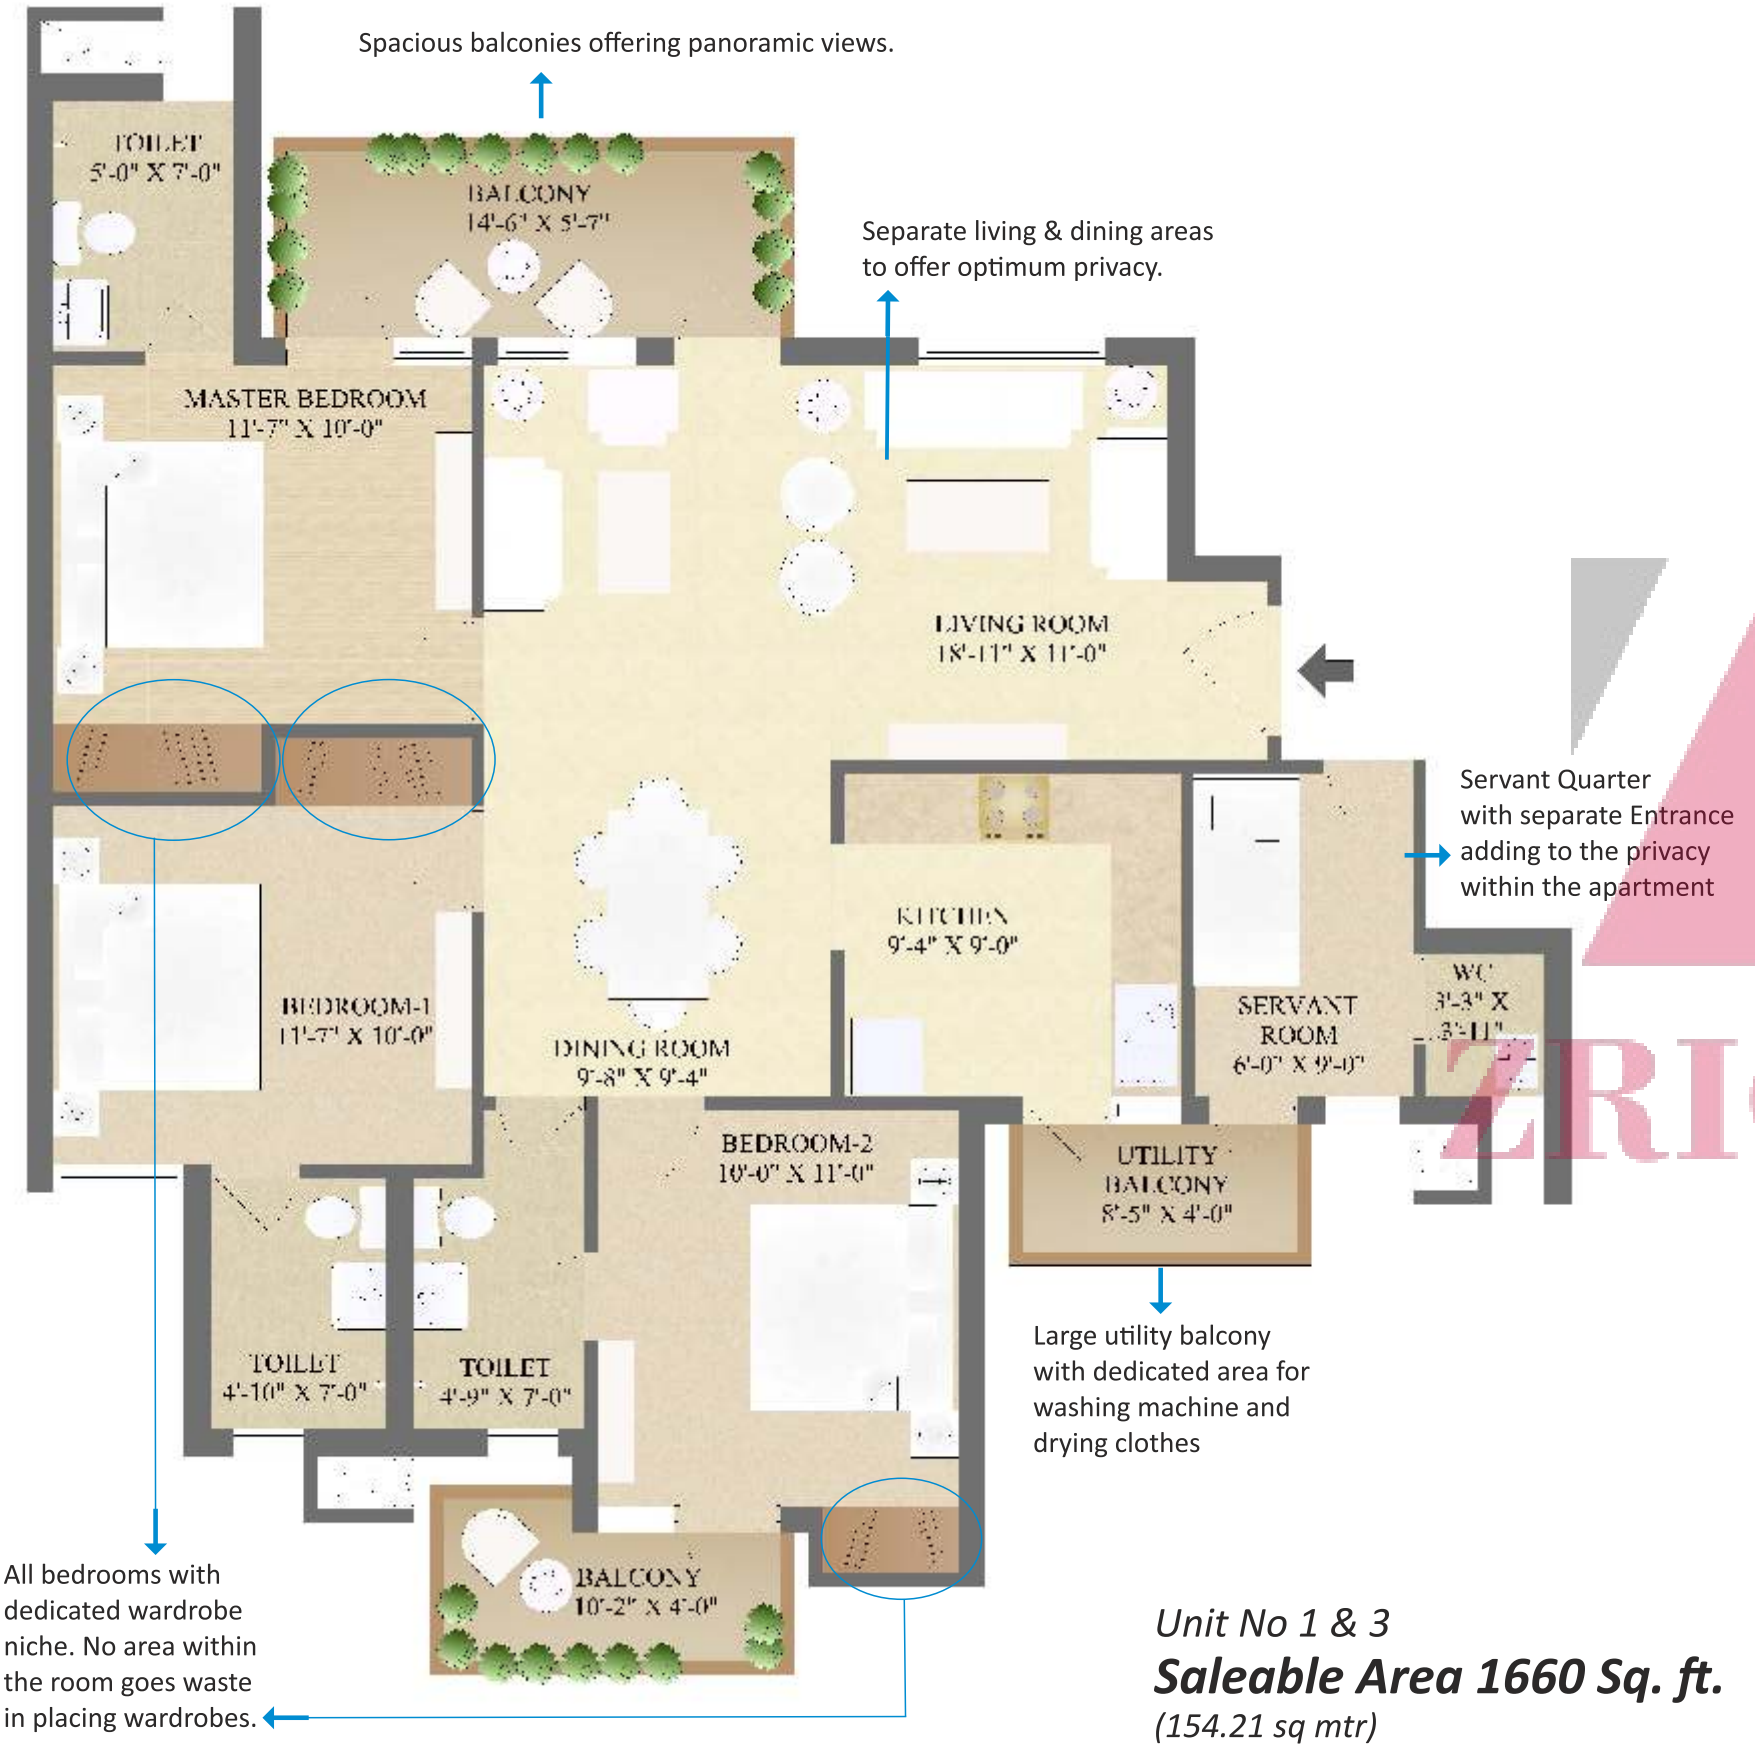 Spacious balconies offering panoramic views.
TOILET
5'-0" X 7'-0"
BALCONY
14'-6" X 5'-7"
Separate living & dining areas
to offer optimum privacy.
MASTER BEDROOM
11'-7" X 10'-0"
LIVING ROOM
18'-11" X 11'-0"
Servant Quarter
with separate Entrance
adding to the privacy
within the apartment
KITCHEN
9'-4" X 9'-0"
WC
3'-3" X
3'-11"
BEDROOM-1
11'-7" X 10'-0"
SERVANT
ROOM
6'-0" X 9'-0"
DINING ROOM
9'-8" X 9'-4"
ZRI
BEDROOM-2
10'-0" X 11'-0"
UTILITY
BALCONY
8'-5" X 4'-0"
TOILET
4'-10" X 7'-0"
TOILET
4'-9" X 7'-0"
Large utility balcony
with dedicated area for
washing machine and
drying clothes
All bedrooms with
dedicated wardrobe
niche. No area within
the room goes waste
in placing wardrobes.
BALCONY
10'-2" X 4'-0"
Unit No 1 & 3
Saleable Area 1660 Sq. ft.
(154.21 sq mtr)